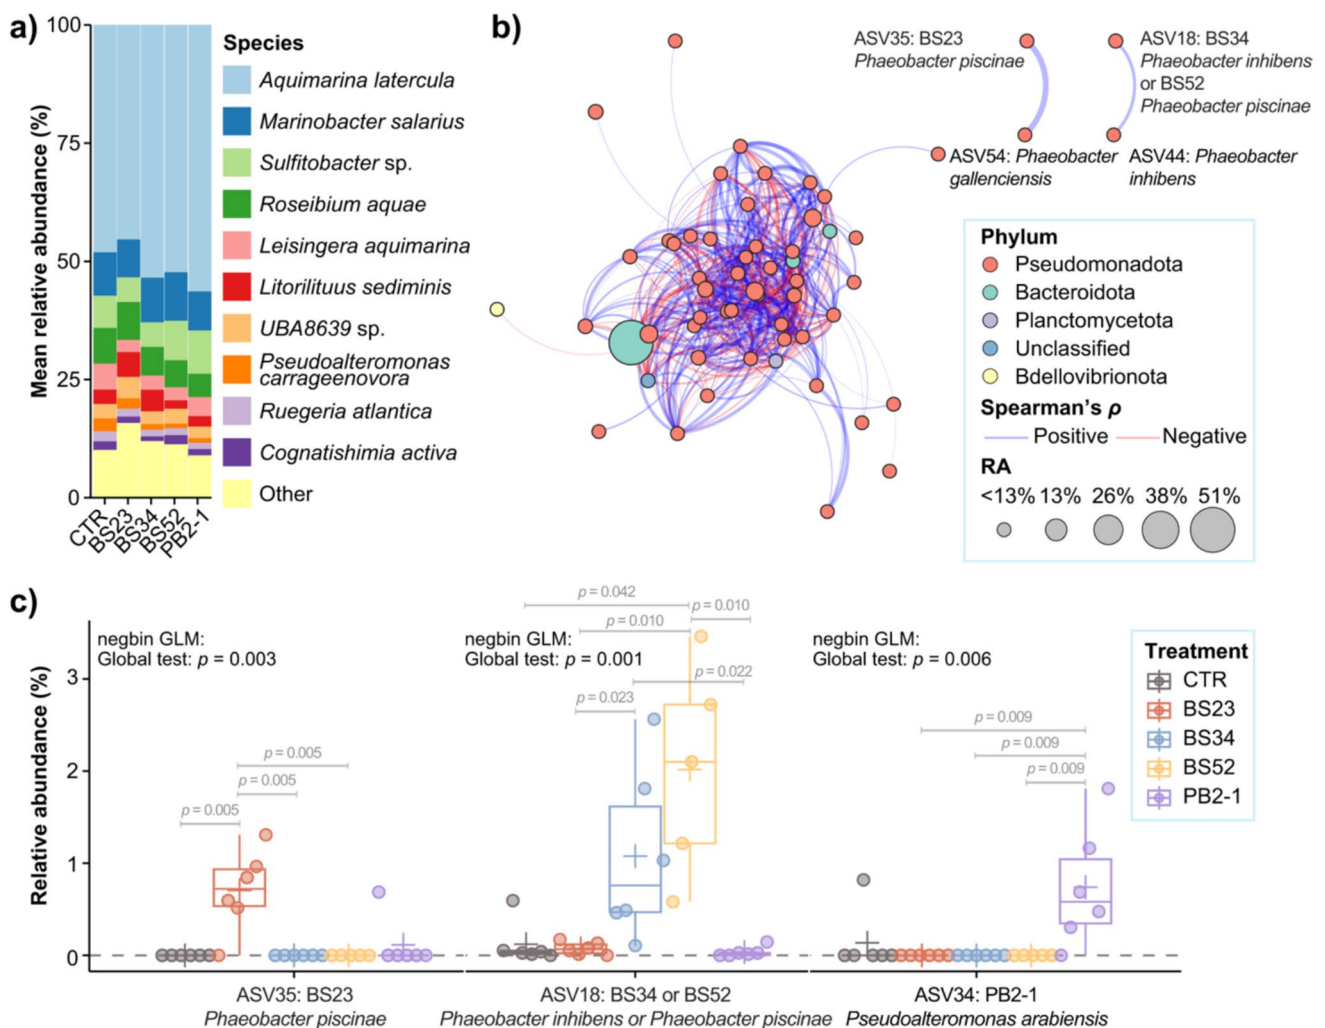 a)
Mean relative abundance (%)
100
75
50
25
0
CTR
BS23
BS34
BS52
PB2-1
Species
Aquimarina latercula
Marinobacter salarius
Sulfitobacter sp.
Roseibium aquae
Leisingera aquimarina
Litorilituus sediminis
UBA8639 sp.
Pseudoalteromonas
carrageenovora
Ruegeria atlantica
Cognatishimia activa
Other
b)
ASV35: BS23
Phaeobacter piscinae
ASV18: BS34
Phaeobacter inhibens
or BS52
Phaeobacter piscinae
ASV54: Phaeobacter
gallenciensis
ASV44: Phaeobacter
inhibens
Phylum
Pseudomonadota
Bacteroidota
Planctomycetota
Unclassified
Bdellovibrionota
Spearman's ρ
Positive
Negative
RA
<13% 13% 26% 38% 51%
c)
Relative abundance (%)
3
2
1
0
negbin GLM:
Global test: p = 0.003
p = 0.005
p = 0.005
p = 0.005
ASV35: BS23
Phaeobacter piscinae
negbin GLM:
Global test: p = 0.001
p = 0.042
p = 0.010
p = 0.010
p = 0.022
p = 0.023
ASV18: BS34 or BS52
Phaeobacter inhibens or Phaeobacter piscinae
negbin GLM:
Global test: p = 0.006
p = 0.009
p = 0.009
p = 0.009
ASV34: PB2-1
Pseudoalteromonas arabiensis
Treatment
CTR
BS23
BS34
BS52
PB2-1